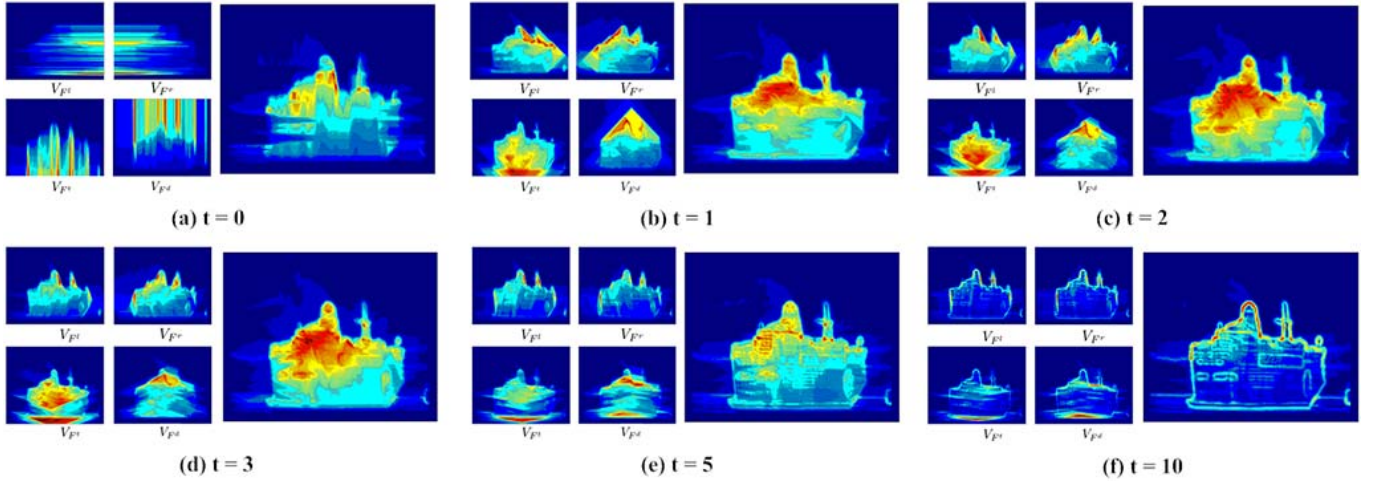 V_{F^l} V_{F^r} V_{F^l} V_{F^r} V_{F^l} V_{F^r}
V_{F^t} V_{F^d} V_{F^t} V_{F^d} V_{F^t} V_{F^d}
(a) t = 0 (b) t = 1 (c) t = 2
V_{F^l} V_{F^r} V_{F^l} V_{F^r} V_{F^l} V_{F^r}
V_{F^t} V_{F^d} V_{F^t} V_{F^d} V_{F^t} V_{F^d}
(d) t = 3 (e) t = 5 (f) t = 10